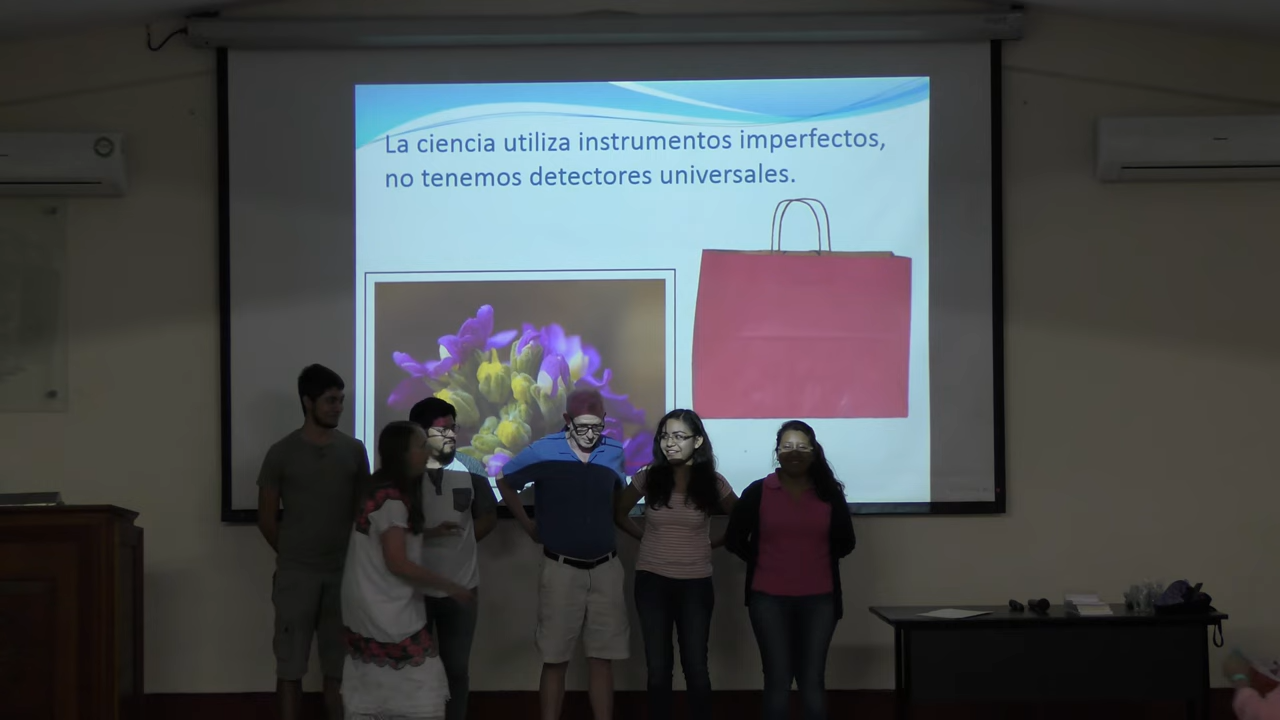 La ciencia utiliza instrumentos imperfectos,
no tenemos detectores universales.